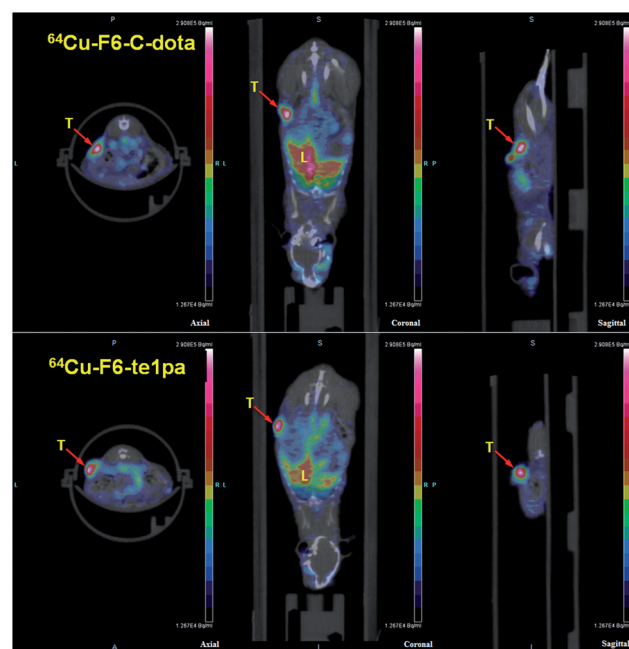 P
S
S
2.908E5 Bq/ml
2.908E5 Bq/ml
2.908E5 Bq/ml
⁶⁴Cu-F6-C-dota
T
T
T
L
L
R
L
R
P
1.267E4 Bq/ml
1.267E4 Bq/ml
1.267E4 Bq/ml
Axial
Coronal
Sagittal
P
S
S
2.908E5 Bq/ml
2.908E5 Bq/ml
2.908E5 Bq/ml
⁶⁴Cu-F6-te1pa
T
T
T
L
L
R
L
R
P
1.267E4 Bq/ml
1.267E4 Bq/ml
1.267E4 Bq/ml
A
Axial
I
Coronal
I
Sagittal